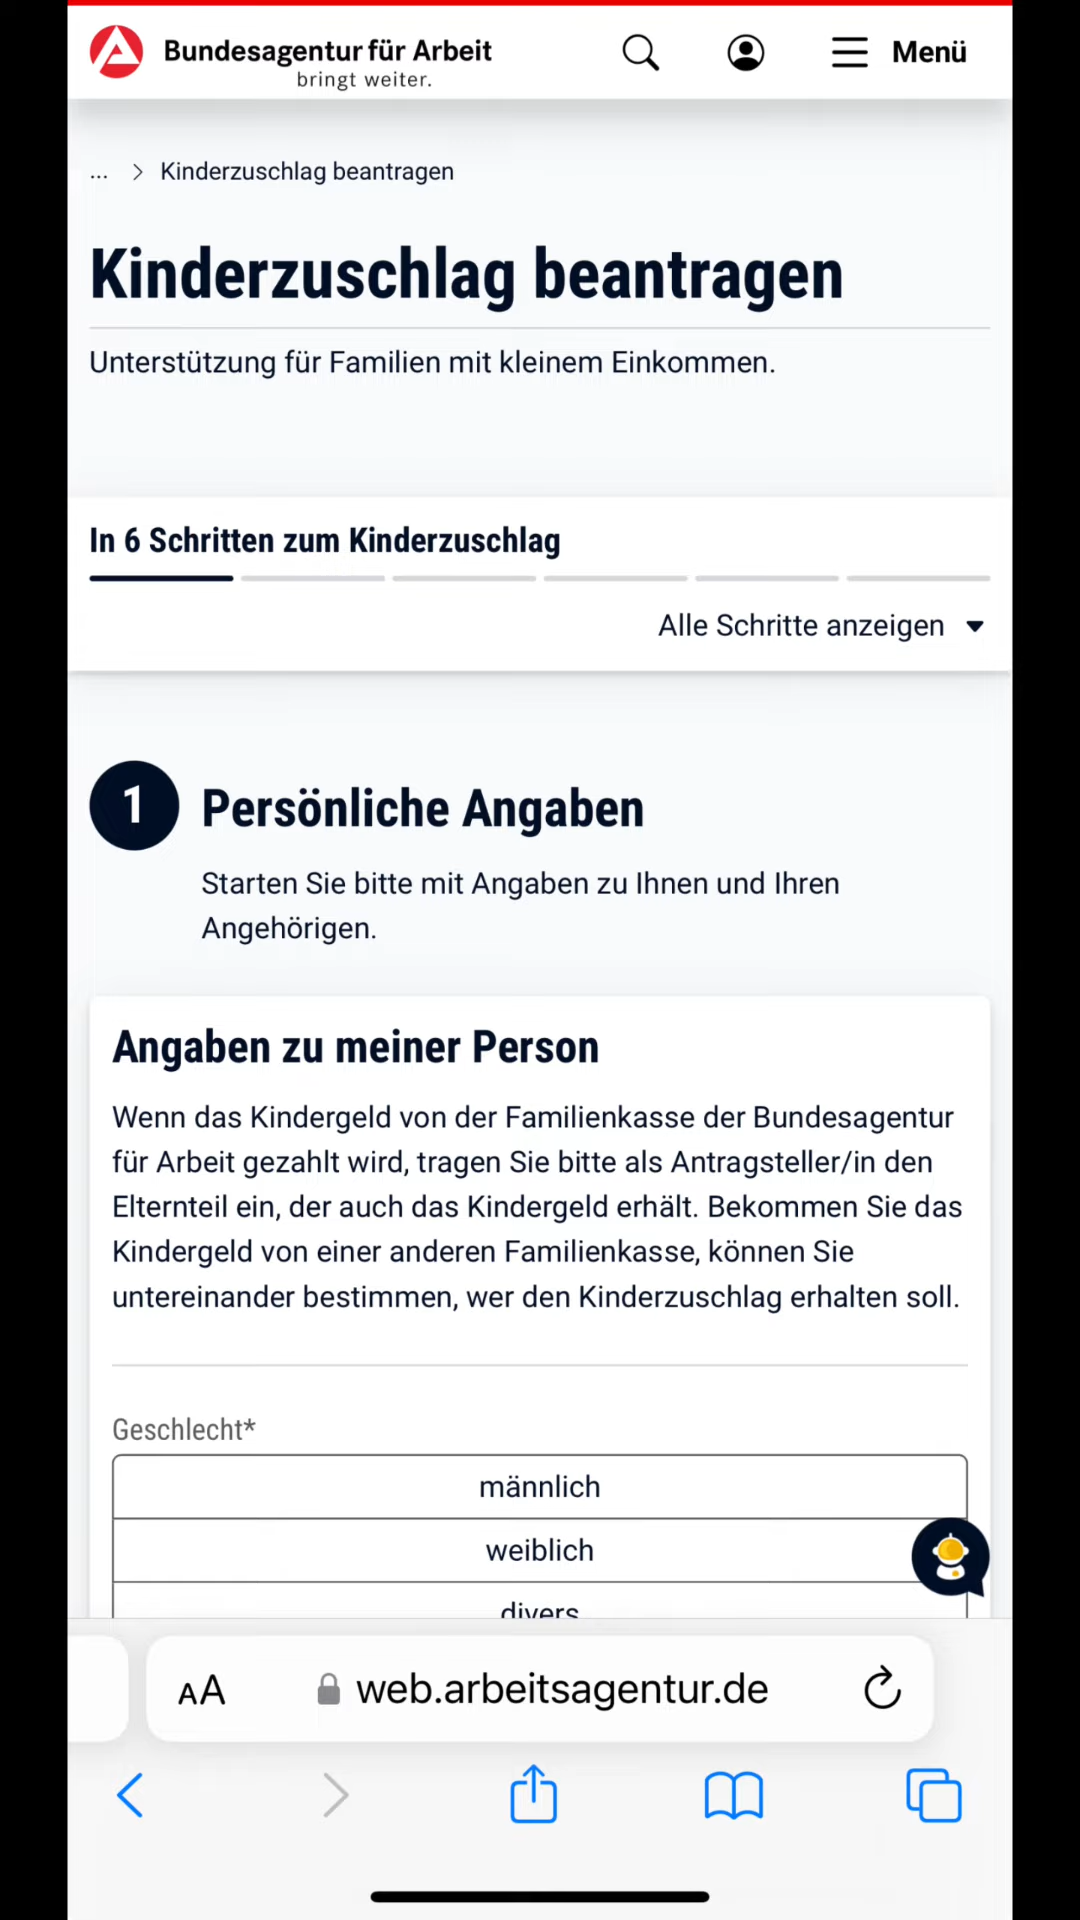 Bundesagentur für Arbeit
bringt weiter.
Menü
... > Kinderzuschlag beantragen
Kinderzuschlag beantragen
Unterstützung für Familien mit kleinem Einkommen.
In 6 Schritten zum Kinderzuschlag
Alle Schritte anzeigen
1 Persönliche Angaben
Starten Sie bitte mit Angaben zu Ihnen und Ihren
Angehörigen.
Angaben zu meiner Person
Wenn das Kindergeld von der Familienkasse der Bundesagentur
für Arbeit gezahlt wird, tragen Sie bitte als Antragsteller/in den
Elternteil ein, der auch das Kindergeld erhält. Bekommen Sie das
Kindergeld von einer anderen Familienkasse, können Sie
untereinander bestimmen, wer den Kinderzuschlag erhalten soll.
Geschlecht*
männlich
weiblich
divers
AA web.arbeitsagentur.de